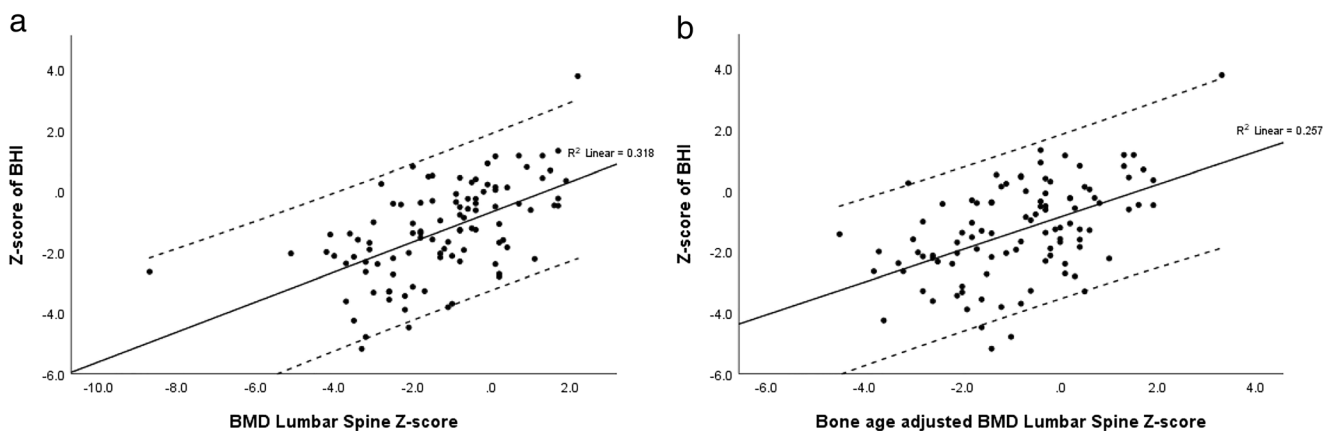 a
Z-score of BHI
4.0
2.0
.0
-2.0
-4.0
-6.0
R2 Linear = 0.318
-10.0 -8.0 -6.0 -4.0 -2.0 .0 2.0
BMD Lumbar Spine Z-score
b
Z-score of BHI
4.0
2.0
.0
-2.0
-4.0
-6.0
R2 Linear = 0.257
-6.0 -4.0 -2.0 .0 2.0 4.0
Bone age adjusted BMD Lumbar Spine Z-score